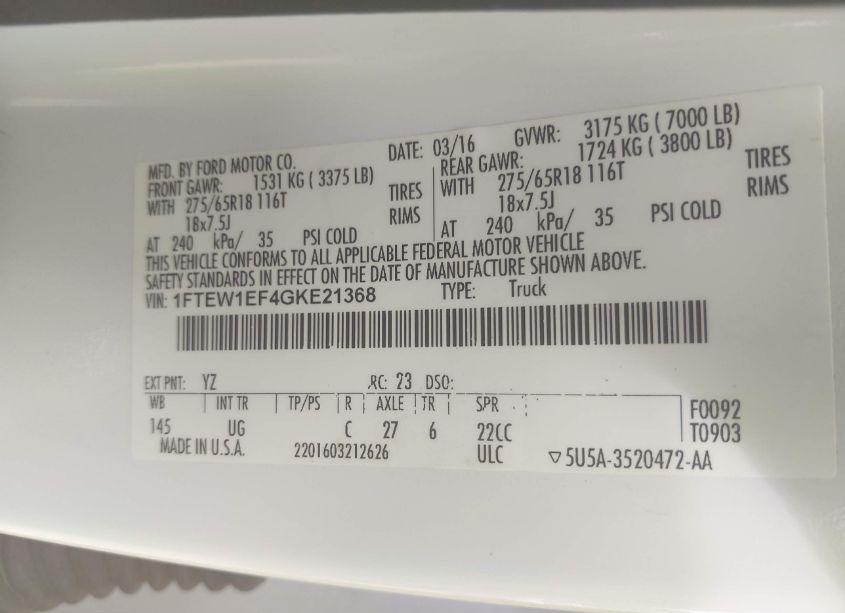 MFD. BY FORD MOTOR CO. DATE: 03/16 GVWR: 3175 KG ( 7000 LB)
FRONT GAWR: 1531 KG ( 3375 LB) REAR GAWR: 1724 KG ( 3800 LB)
WITH 275/65R18 116T TIRES WITH 275/65R18 116T TIRES
18x7.5J RIMS 18x7.5J RIMS
AT 240 kPa/ 35 PSI COLD AT 240 kPa/ 35 PSI COLD
THIS VEHICLE CONFORMS TO ALL APPLICABLE FEDERAL MOTOR VEHICLE
SAFETY STANDARDS IN EFFECT ON THE DATE OF MANUFACTURE SHOWN ABOVE.
VIN: 1FTEW1EF4GKE21368 TYPE: Truck
EXT PNT: YZ RC: 23 DSO:
WB INT TR TP/PS R AXLE TR SPR F0092
145 UG C 27 6 22CC T0903
MADE IN U.S.A. 2201603212626 ULC ▽5U5A-3520472-AA